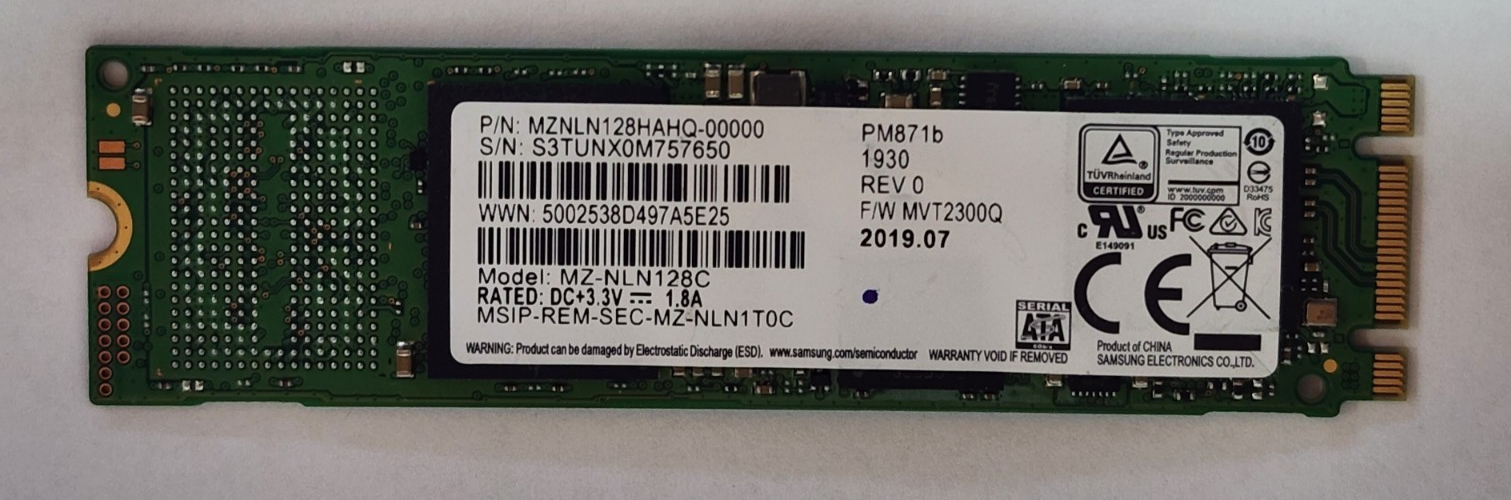 P/N: MZNLN128HAHQ-00000
S/N: S3TUNX0M757650
WWN: 5002538D497A5E25
Model: MZ-NLN128C
RATED: DC+3.3V ⎓ 1.8A
MSIP-REM-SEC-MZ-NLN1T0C
WARNING: Product can be damaged by Electrostatic Discharge (ESD). www.samsung.com/semiconductor WARRANTY VOID IF REMOVED
PM871b
1930
REV 0
F/W MVT2300Q
2019.07
SERIAL
ATA
TÜVRheinland
CERTIFIED
Type Approved
Safety
Regular Production
Surveillance
www.tuv.com
ID 2000000000
10
D33475
RoHS
c RU® US
E149091
FC
KC
CE
Product of CHINA
SAMSUNG ELECTRONICS CO.,LTD.